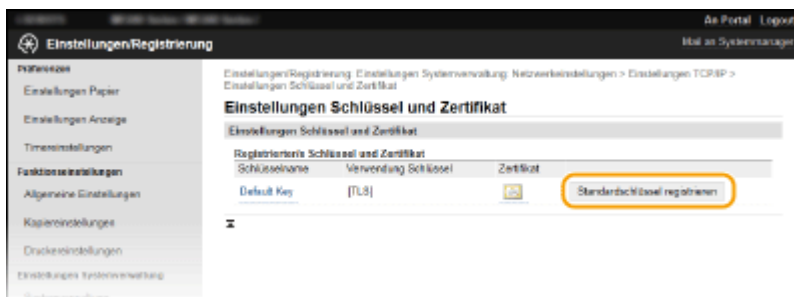 An Portal Logout
Einstellungen/Registrierung
Mail an Systemmanager
Präferenzen
Einstellungen/Registrierung: Einstellungen Systemverwaltung: Netzwerkeinstellungen > Einstellungen TCP/IP >
Einstellungen Schlüssel und Zertifikat
Einstellungen Papier
Einstellungen Schlüssel und Zertifikat
Einstellungen Anzeige
Einstellungen Schlüssel und Zertifikat
Timereinstellungen
Registrierter/s Schlüssel und Zertifikat
Funktionseinstellungen
Schlüsselname Verwendung Schlüssel Zertifikat
Allgemeine Einstellungen
Default Key [TLS] Standardschlüssel registrieren
Kopiereinstellungen
Druckereinstellungen
Einstellungen Systemverwaltung